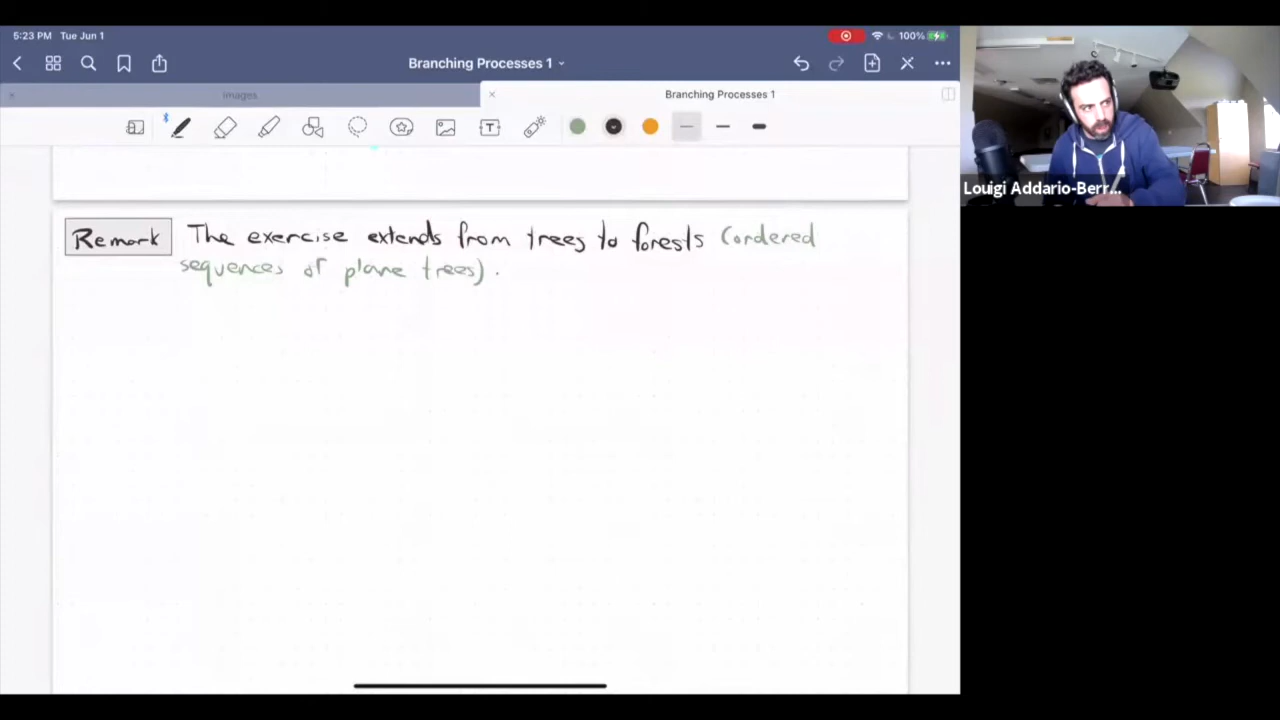 5:23 PM Tue Jun 1
100%
Branching Processes 1
Images
Branching Processes 1
Louigi Addario-Berr...
Remark The exercise extends from trees to forests (ordered
sequences of plane trees).